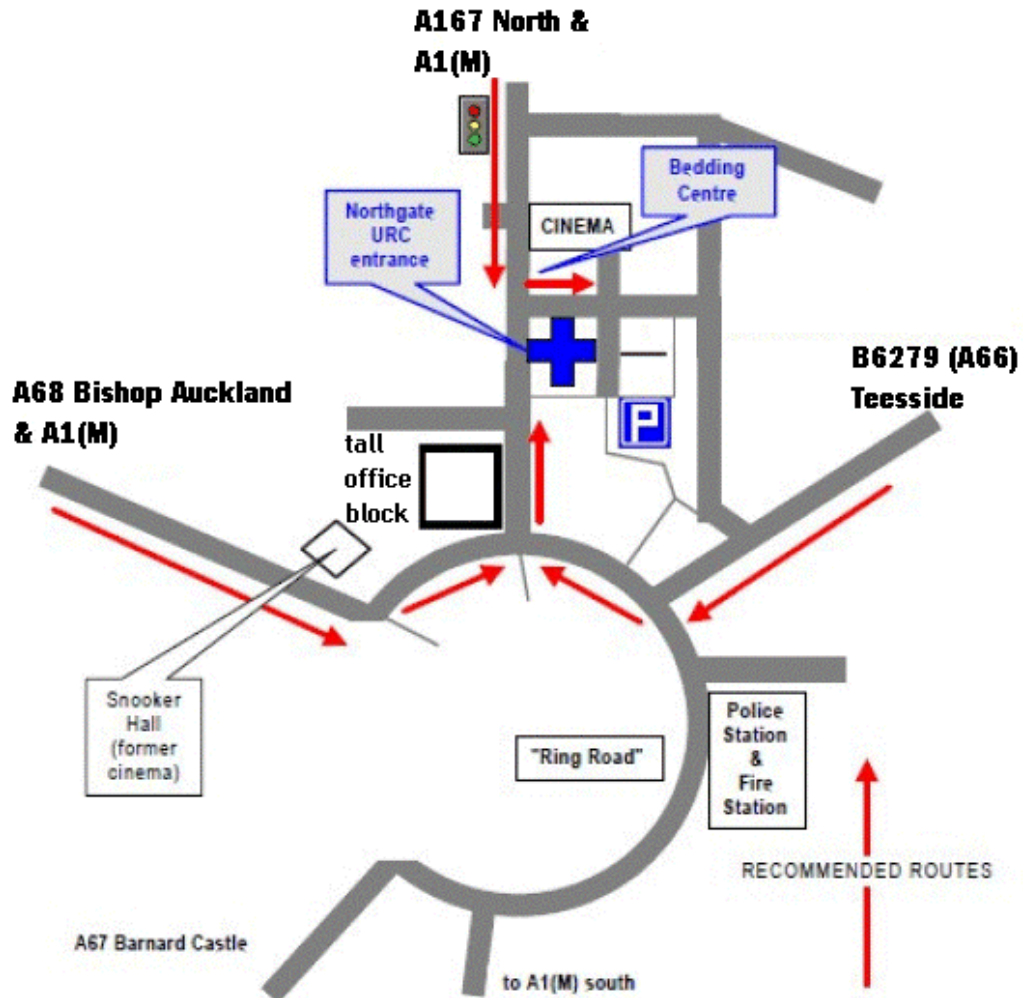 A167 North &
A1(M)
Bedding
Centre
Northgate
URC
entrance
CINEMA
B6279 (A66)
Teesside
A68 Bishop Auckland
& A1(M)
P
tall
office
block
Snooker
Hall
(former
cinema)
"Ring Road"
Police
Station
&
Fire
Station
RECOMMENDED ROUTES
A67 Barnard Castle
to A1(M) south